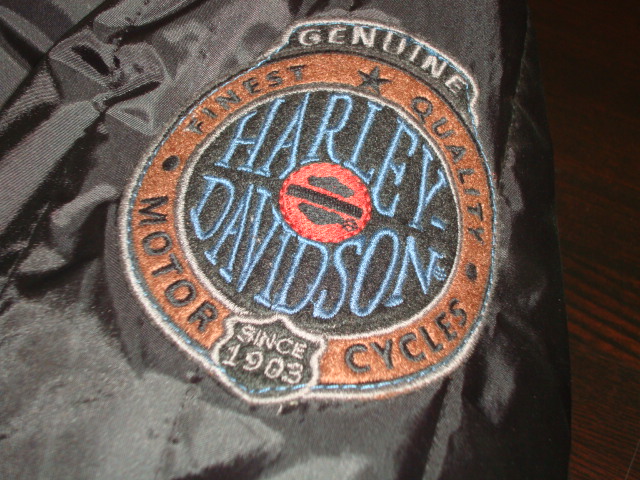 GENUINE
FINEST ★ QUALITY
HARLEY-
DAVIDSON
MOTOR
SINCE
1903
CYCLES